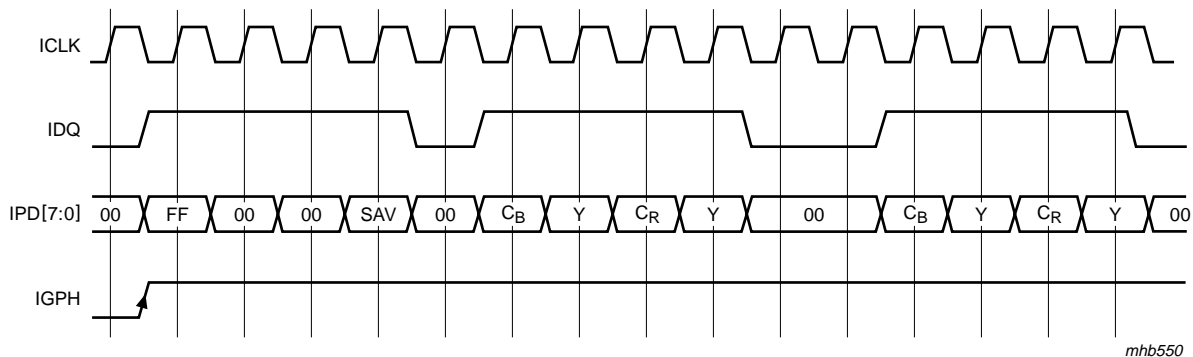 ICLK
IDQ
IPD[7:0] 00 FF 00 00 SAV 00 CB Y CR Y 00 CB Y CR Y 00
IGPH
mhb550